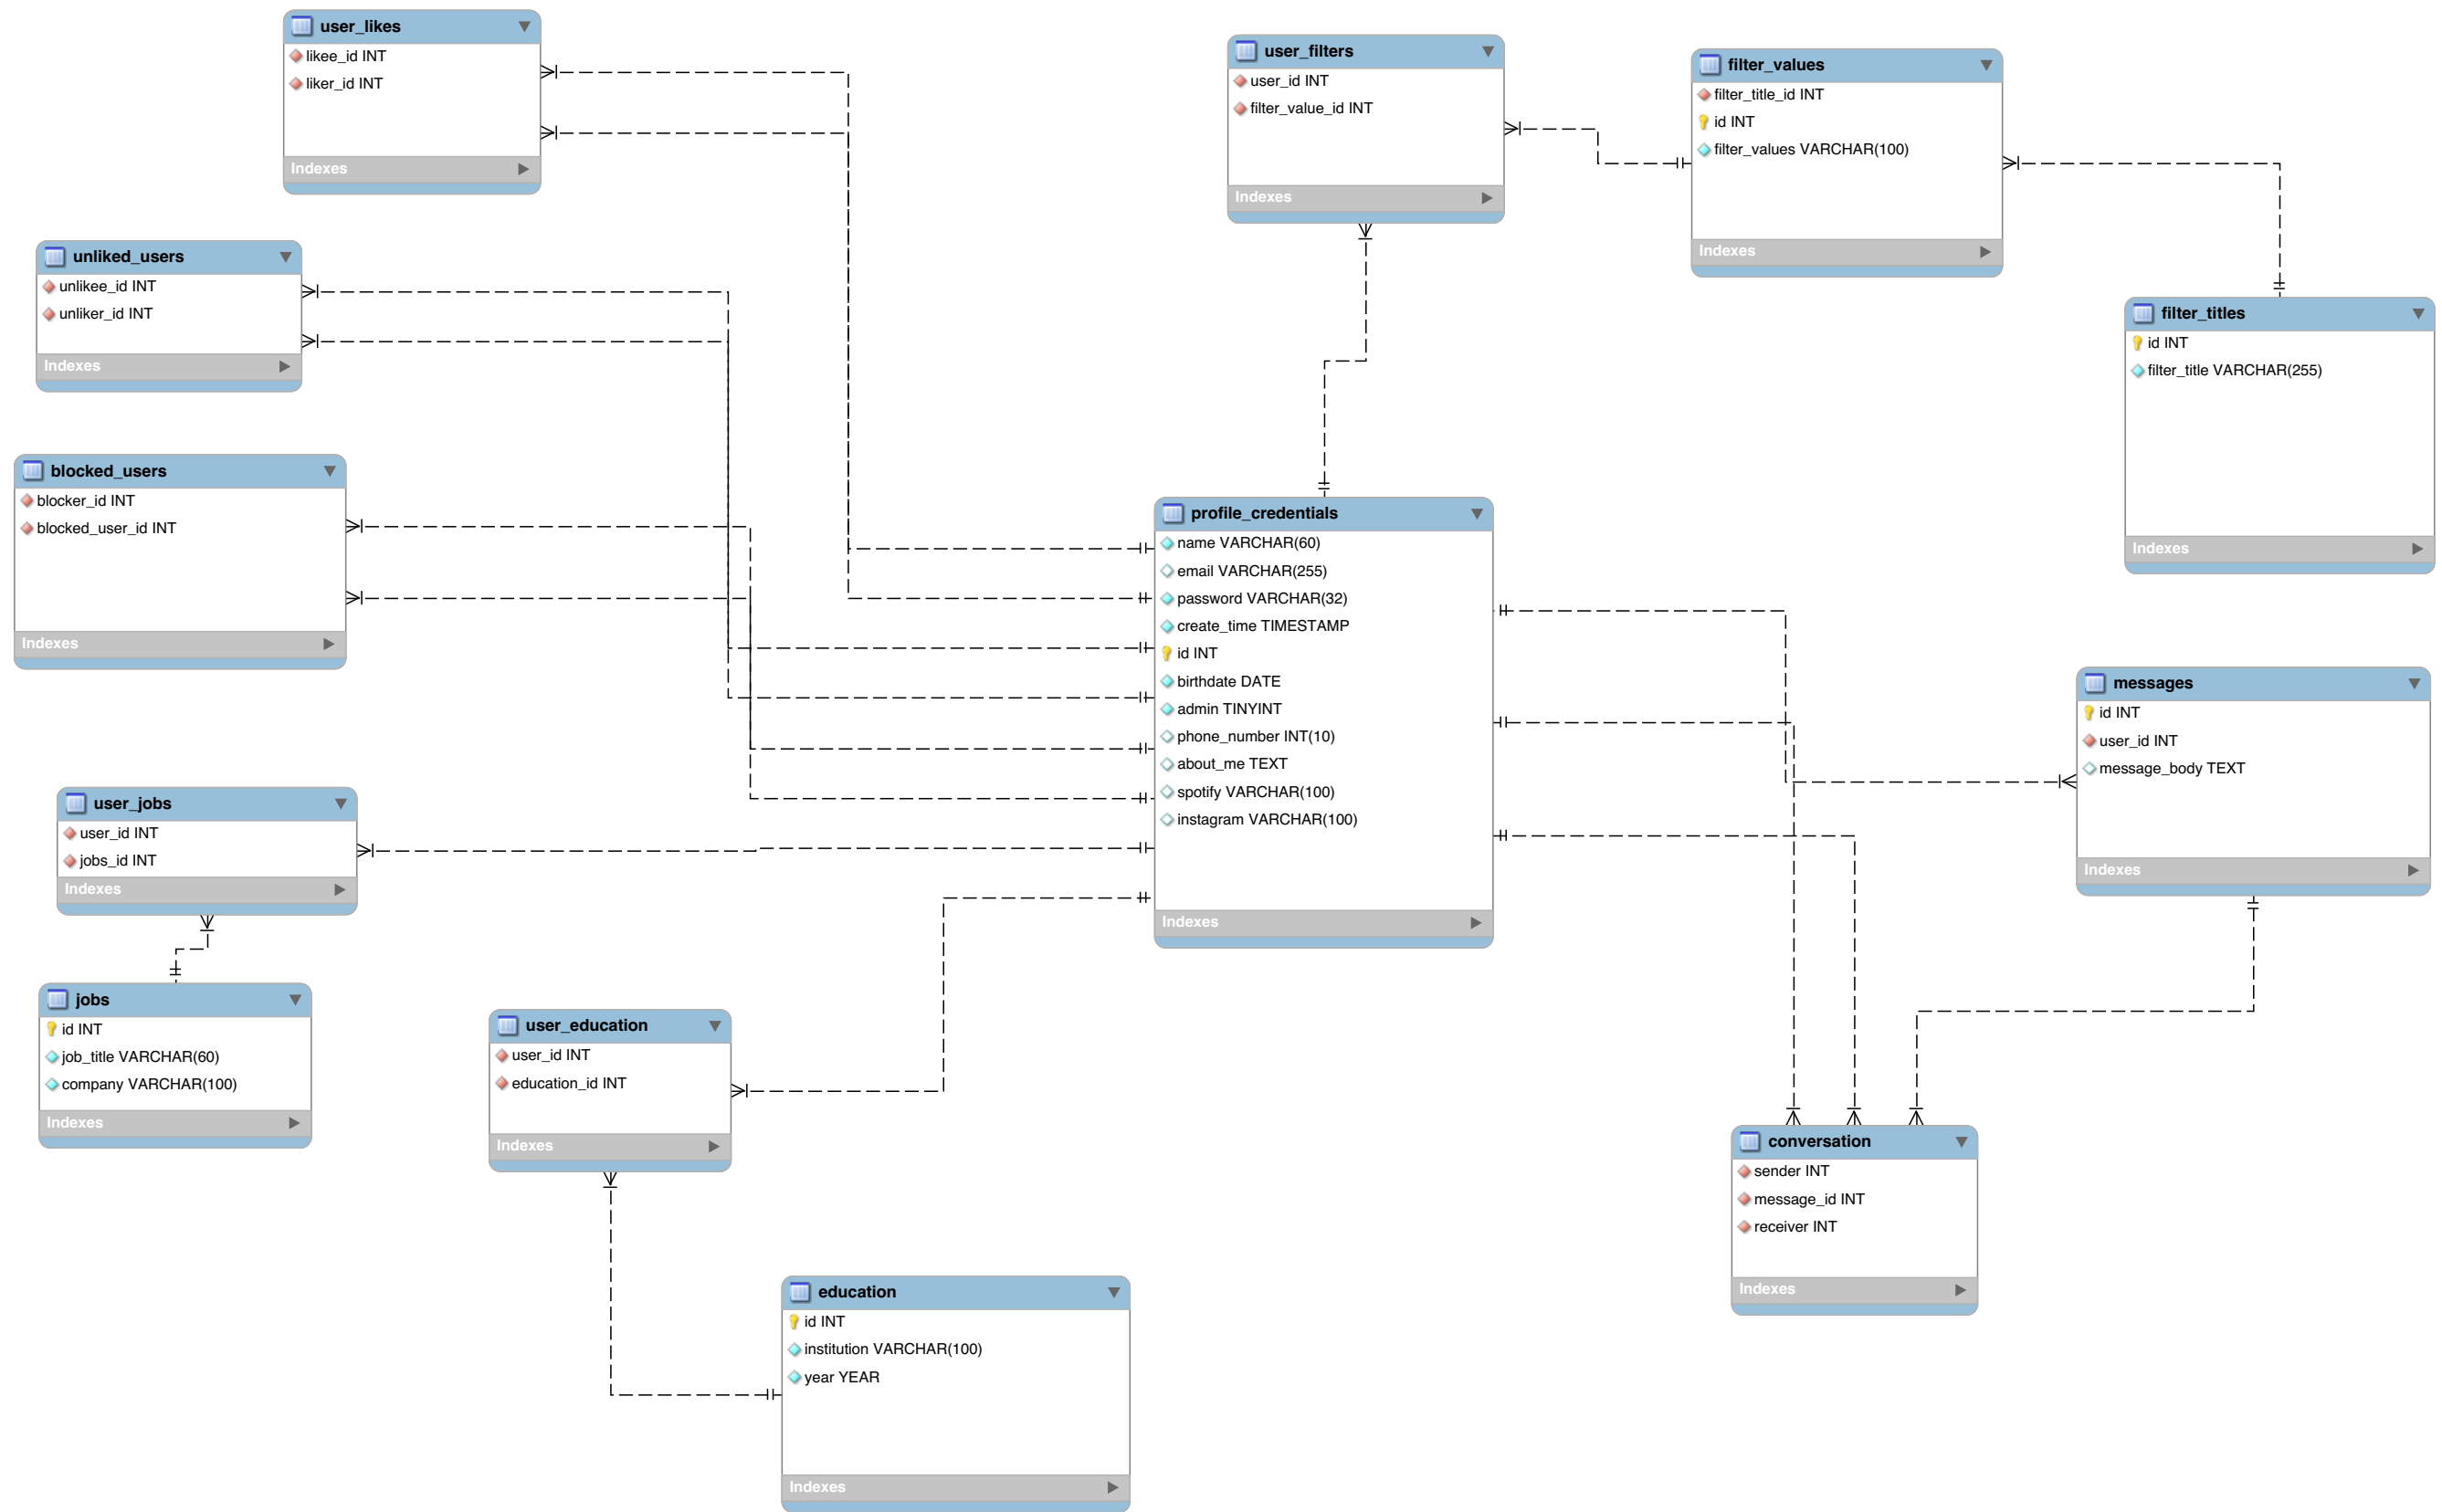 user_likes
likee_id INT
liker_id INT
Indexes
user_filters
user_id INT
filter_value_id INT
Indexes
filter_values
filter_title_id INT
id INT
filter_values VARCHAR(100)
Indexes
unliked_users
unlikee_id INT
unliker_id INT
Indexes
filter_titles
id INT
filter_title VARCHAR(255)
Indexes
blocked_users
blocker_id INT
blocked_user_id INT
Indexes
profile_credentials
name VARCHAR(60)
email VARCHAR(255)
password VARCHAR(32)
create_time TIMESTAMP
id INT
birthdate DATE
admin TINYINT
phone_number INT(10)
about_me TEXT
spotify VARCHAR(100)
instagram VARCHAR(100)
Indexes
messages
id INT
user_id INT
message_body TEXT
Indexes
user_jobs
user_id INT
jobs_id INT
Indexes
jobs
id INT
job_title VARCHAR(60)
company VARCHAR(100)
Indexes
user_education
user_id INT
education_id INT
Indexes
conversation
sender INT
message_id INT
receiver INT
Indexes
education
id INT
institution VARCHAR(100)
year YEAR
Indexes